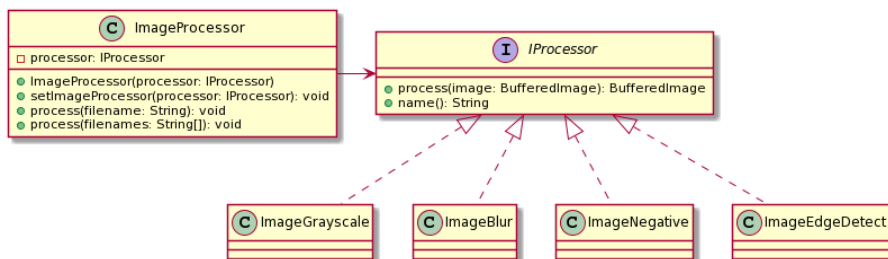 C ImageProcessor
processor: IProcessor
ImageProcessor(processor: IProcessor)
setImageProcessor(processor: IProcessor): void
process(filename: String): void
process(filenames: String[]): void
I IProcessor
process(image: BufferedImage): BufferedImage
name(): String
C ImageGrayscale
C ImageBlur
C ImageNegative
C ImageEdgeDetect